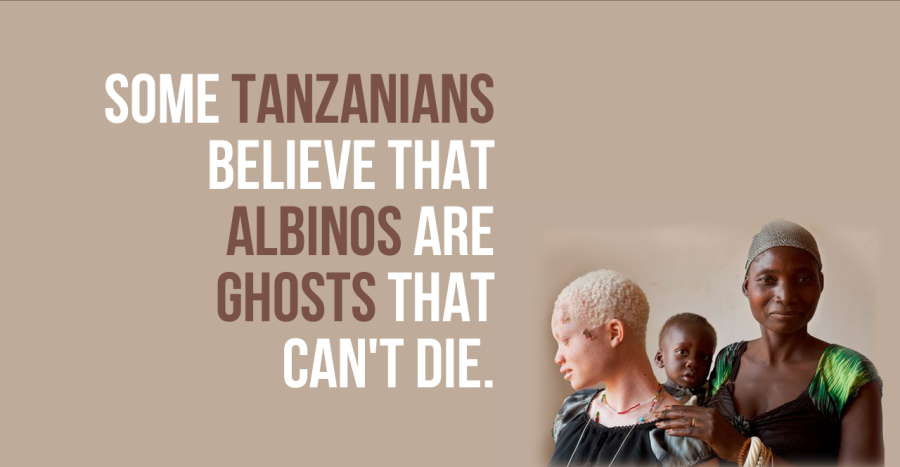 SOME TANZANIANS
BELIEVE THAT
ALBINOS ARE
GHOSTS THAT
CAN'T DIE.